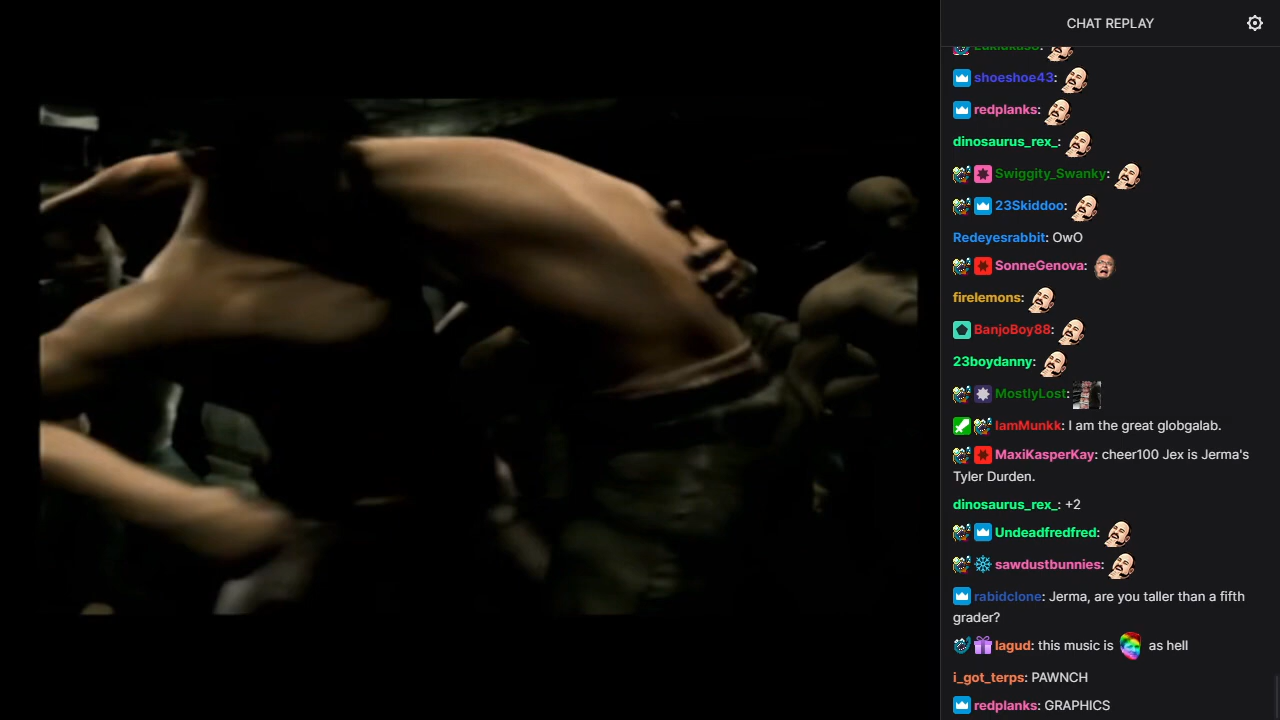 CHAT REPLAY
shoeshoe43:
redplanks:
dinosaurus_rex_:
Swiggity_Swanky:
23Skiddoo:
Redeyesrabbit: OwO
SonneGenova:
firelemons:
BanjoBoy88:
23boydanny:
MostlyLost:
IamMunkk: I am the great globgalab.
MaxiKasperKay: cheer100 Jex is Jerma's
Tyler Durden.
dinosaurus_rex_: +2
Undeadfredfred:
sawdustbunnies:
rabidclone: Jerma, are you taller than a fifth
grader?
lagud: this music is as hell
i_got_terps: PAWNCH
redplanks: GRAPHICS